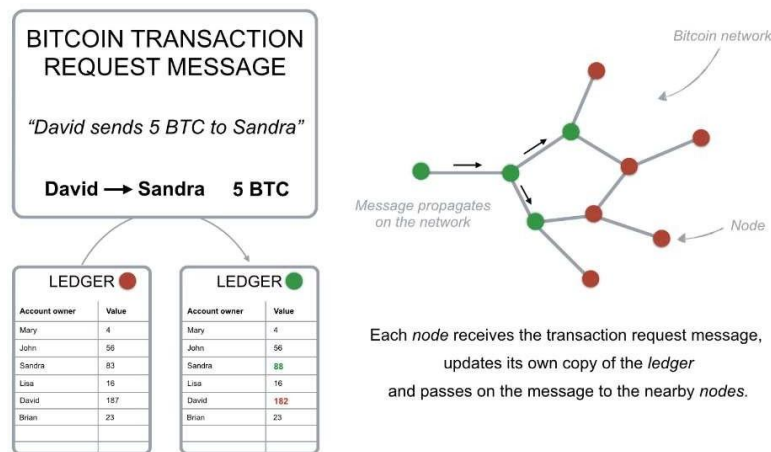 BITCOIN TRANSACTION
REQUEST MESSAGE
“David sends 5 BTC to Sandra”
David → Sandra 5 BTC
LEDGER
Account owner Value
Mary 4
John 56
Sandra 83
Lisa 16
David 187
Brian 23
LEDGER
Account owner Value
Mary 4
John 56
Sandra 88
Lisa 16
David 182
Brian 23
Bitcoin network
Message propagates
on the network
Node
Each node receives the transaction request message,
updates its own copy of the ledger
and passes on the message to the nearby nodes.